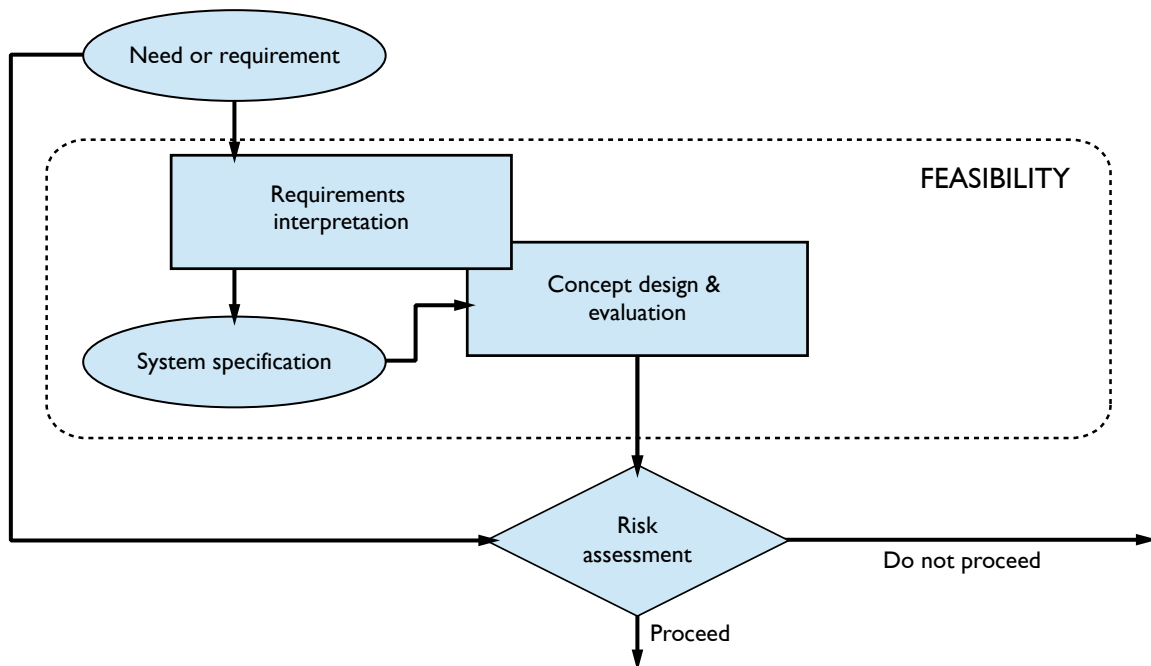 Need or requirement
FEASIBILITY
Requirements
interpretation
Concept design &
evaluation
System specification
Risk
assessment
Do not proceed
Proceed